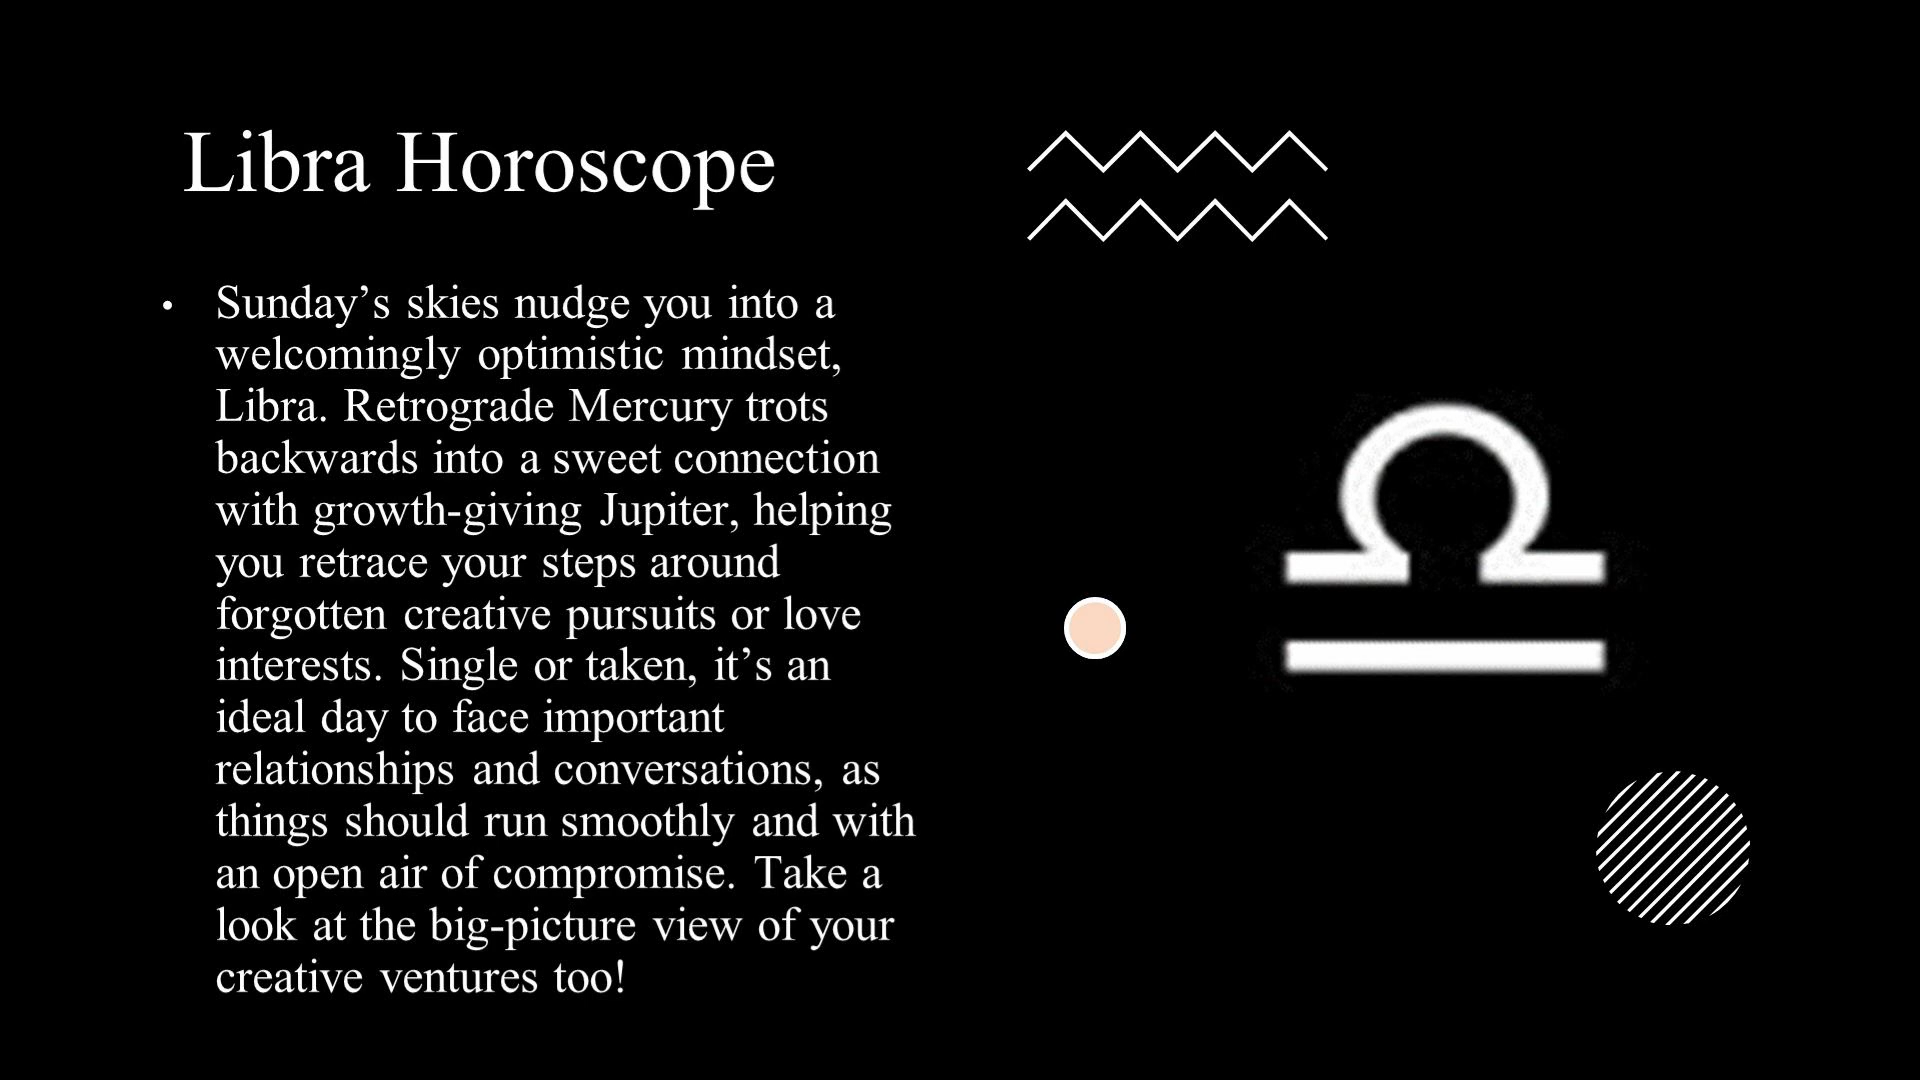 Libra Horoscope
• Sunday’s skies nudge you into a
welcomingly optimistic mindset,
Libra. Retrograde Mercury trots
backwards into a sweet connection
with growth-giving Jupiter, helping
you retrace your steps around
forgotten creative pursuits or love
interests. Single or taken, it’s an
ideal day to face important
relationships and conversations, as
things should run smoothly and with
an open air of compromise. Take a
look at the big-picture view of your
creative ventures too!